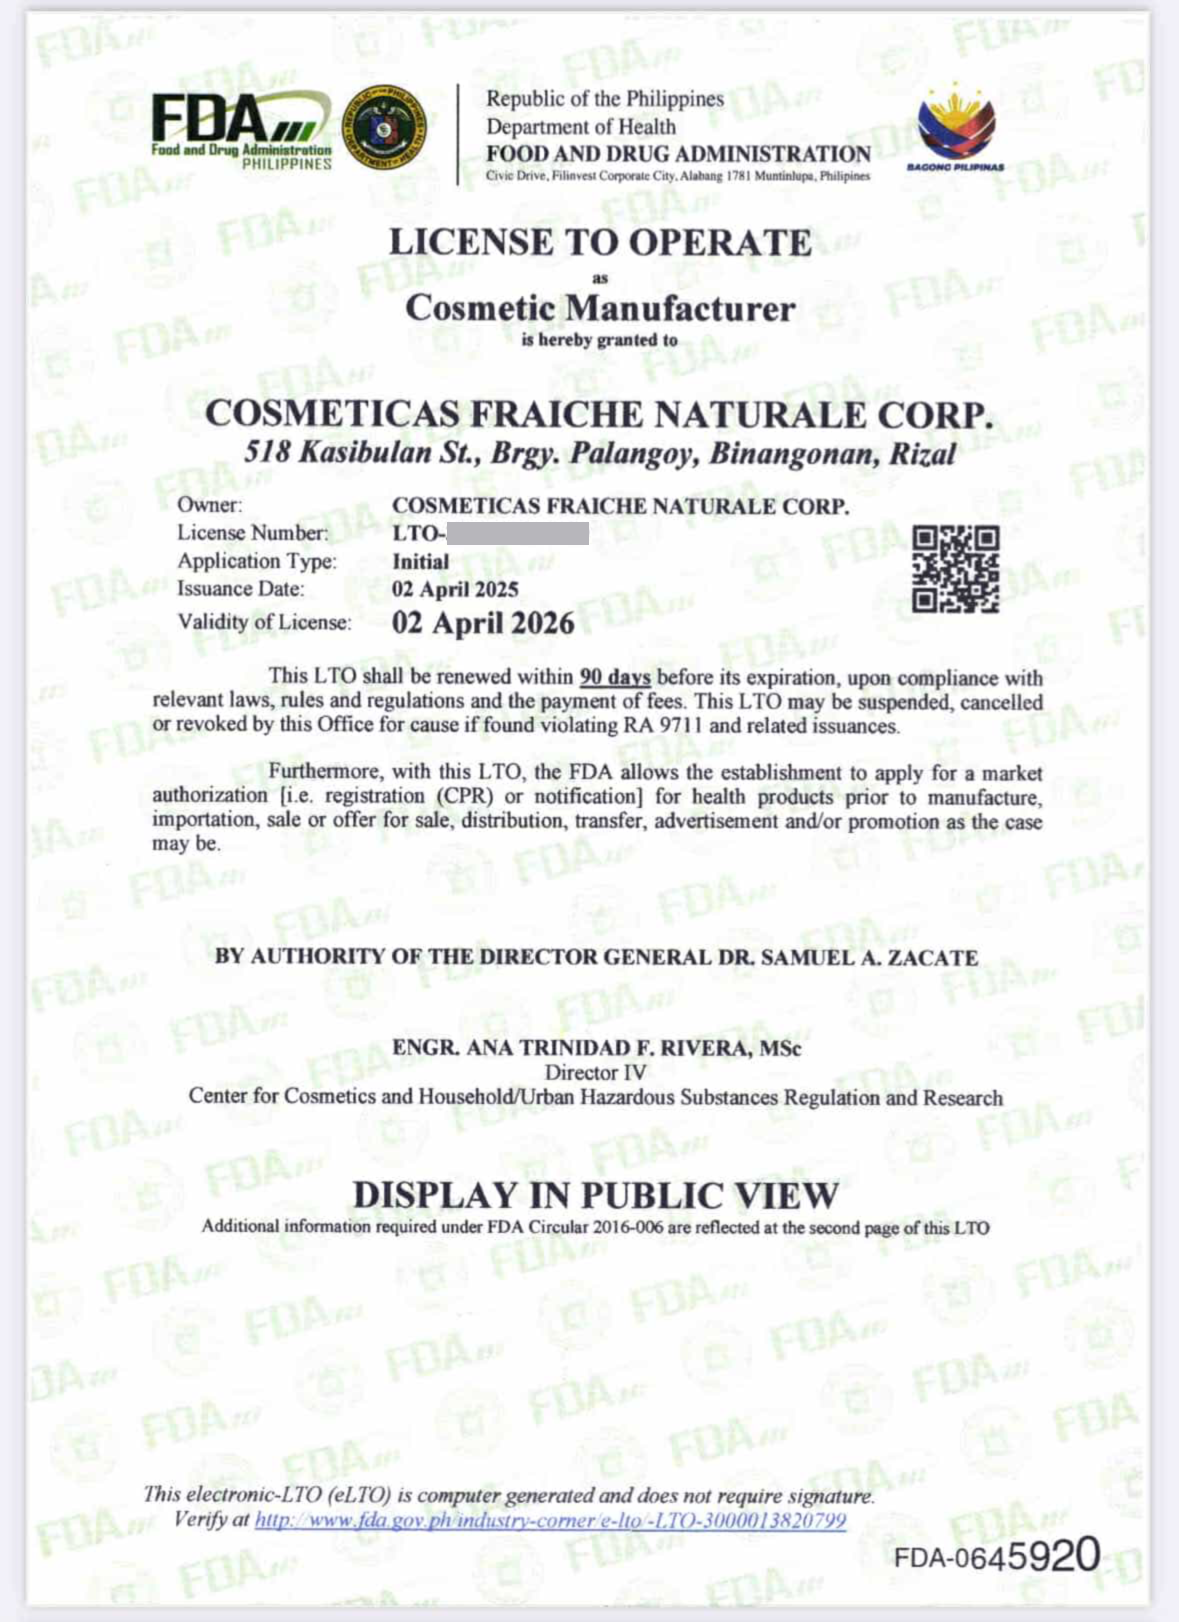 FDA
Food and Drug Administration
PHILIPPINES
REPUBLIC OF THE PHILIPPINES
DEPARTMENT OF HEALTH
Republic of the Philippines
Department of Health
FOOD AND DRUG ADMINISTRATION
Civic Drive, Filinvest Corporate City, Alabang 1781 Muntinlupa, Philipines
BAGONG PILIPINAS
LICENSE TO OPERATE
as
Cosmetic Manufacturer
is hereby granted to
COSMETICAS FRAICHE NATURALE CORP.
518 Kasibulan St., Brgy. Palangoy, Binangonan, Rizal
Owner: COSMETICAS FRAICHE NATURALE CORP.
License Number: LTO-
Application Type: Initial
Issuance Date: 02 April 2025
Validity of License: 02 April 2026
This LTO shall be renewed within 90 days before its expiration, upon compliance with
relevant laws, rules and regulations and the payment of fees. This LTO may be suspended, cancelled
or revoked by this Office for cause if found violating RA 9711 and related issuances.
Furthermore, with this LTO, the FDA allows the establishment to apply for a market
authorization [i.e. registration (CPR) or notification] for health products prior to manufacture,
importation, sale or offer for sale, distribution, transfer, advertisement and/or promotion as the case
may be.
BY AUTHORITY OF THE DIRECTOR GENERAL DR. SAMUEL A. ZACATE
ENGR. ANA TRINIDAD F. RIVERA, MSc
Director IV
Center for Cosmetics and Household/Urban Hazardous Substances Regulation and Research
DISPLAY IN PUBLIC VIEW
Additional information required under FDA Circular 2016-006 are reflected at the second page of this LTO
This electronic-LTO (eLTO) is computer generated and does not require signature.
Verify at http://www.fda.gov.ph/industry-corner/e-lto/-LTO-3000013820799
FDA-0645920